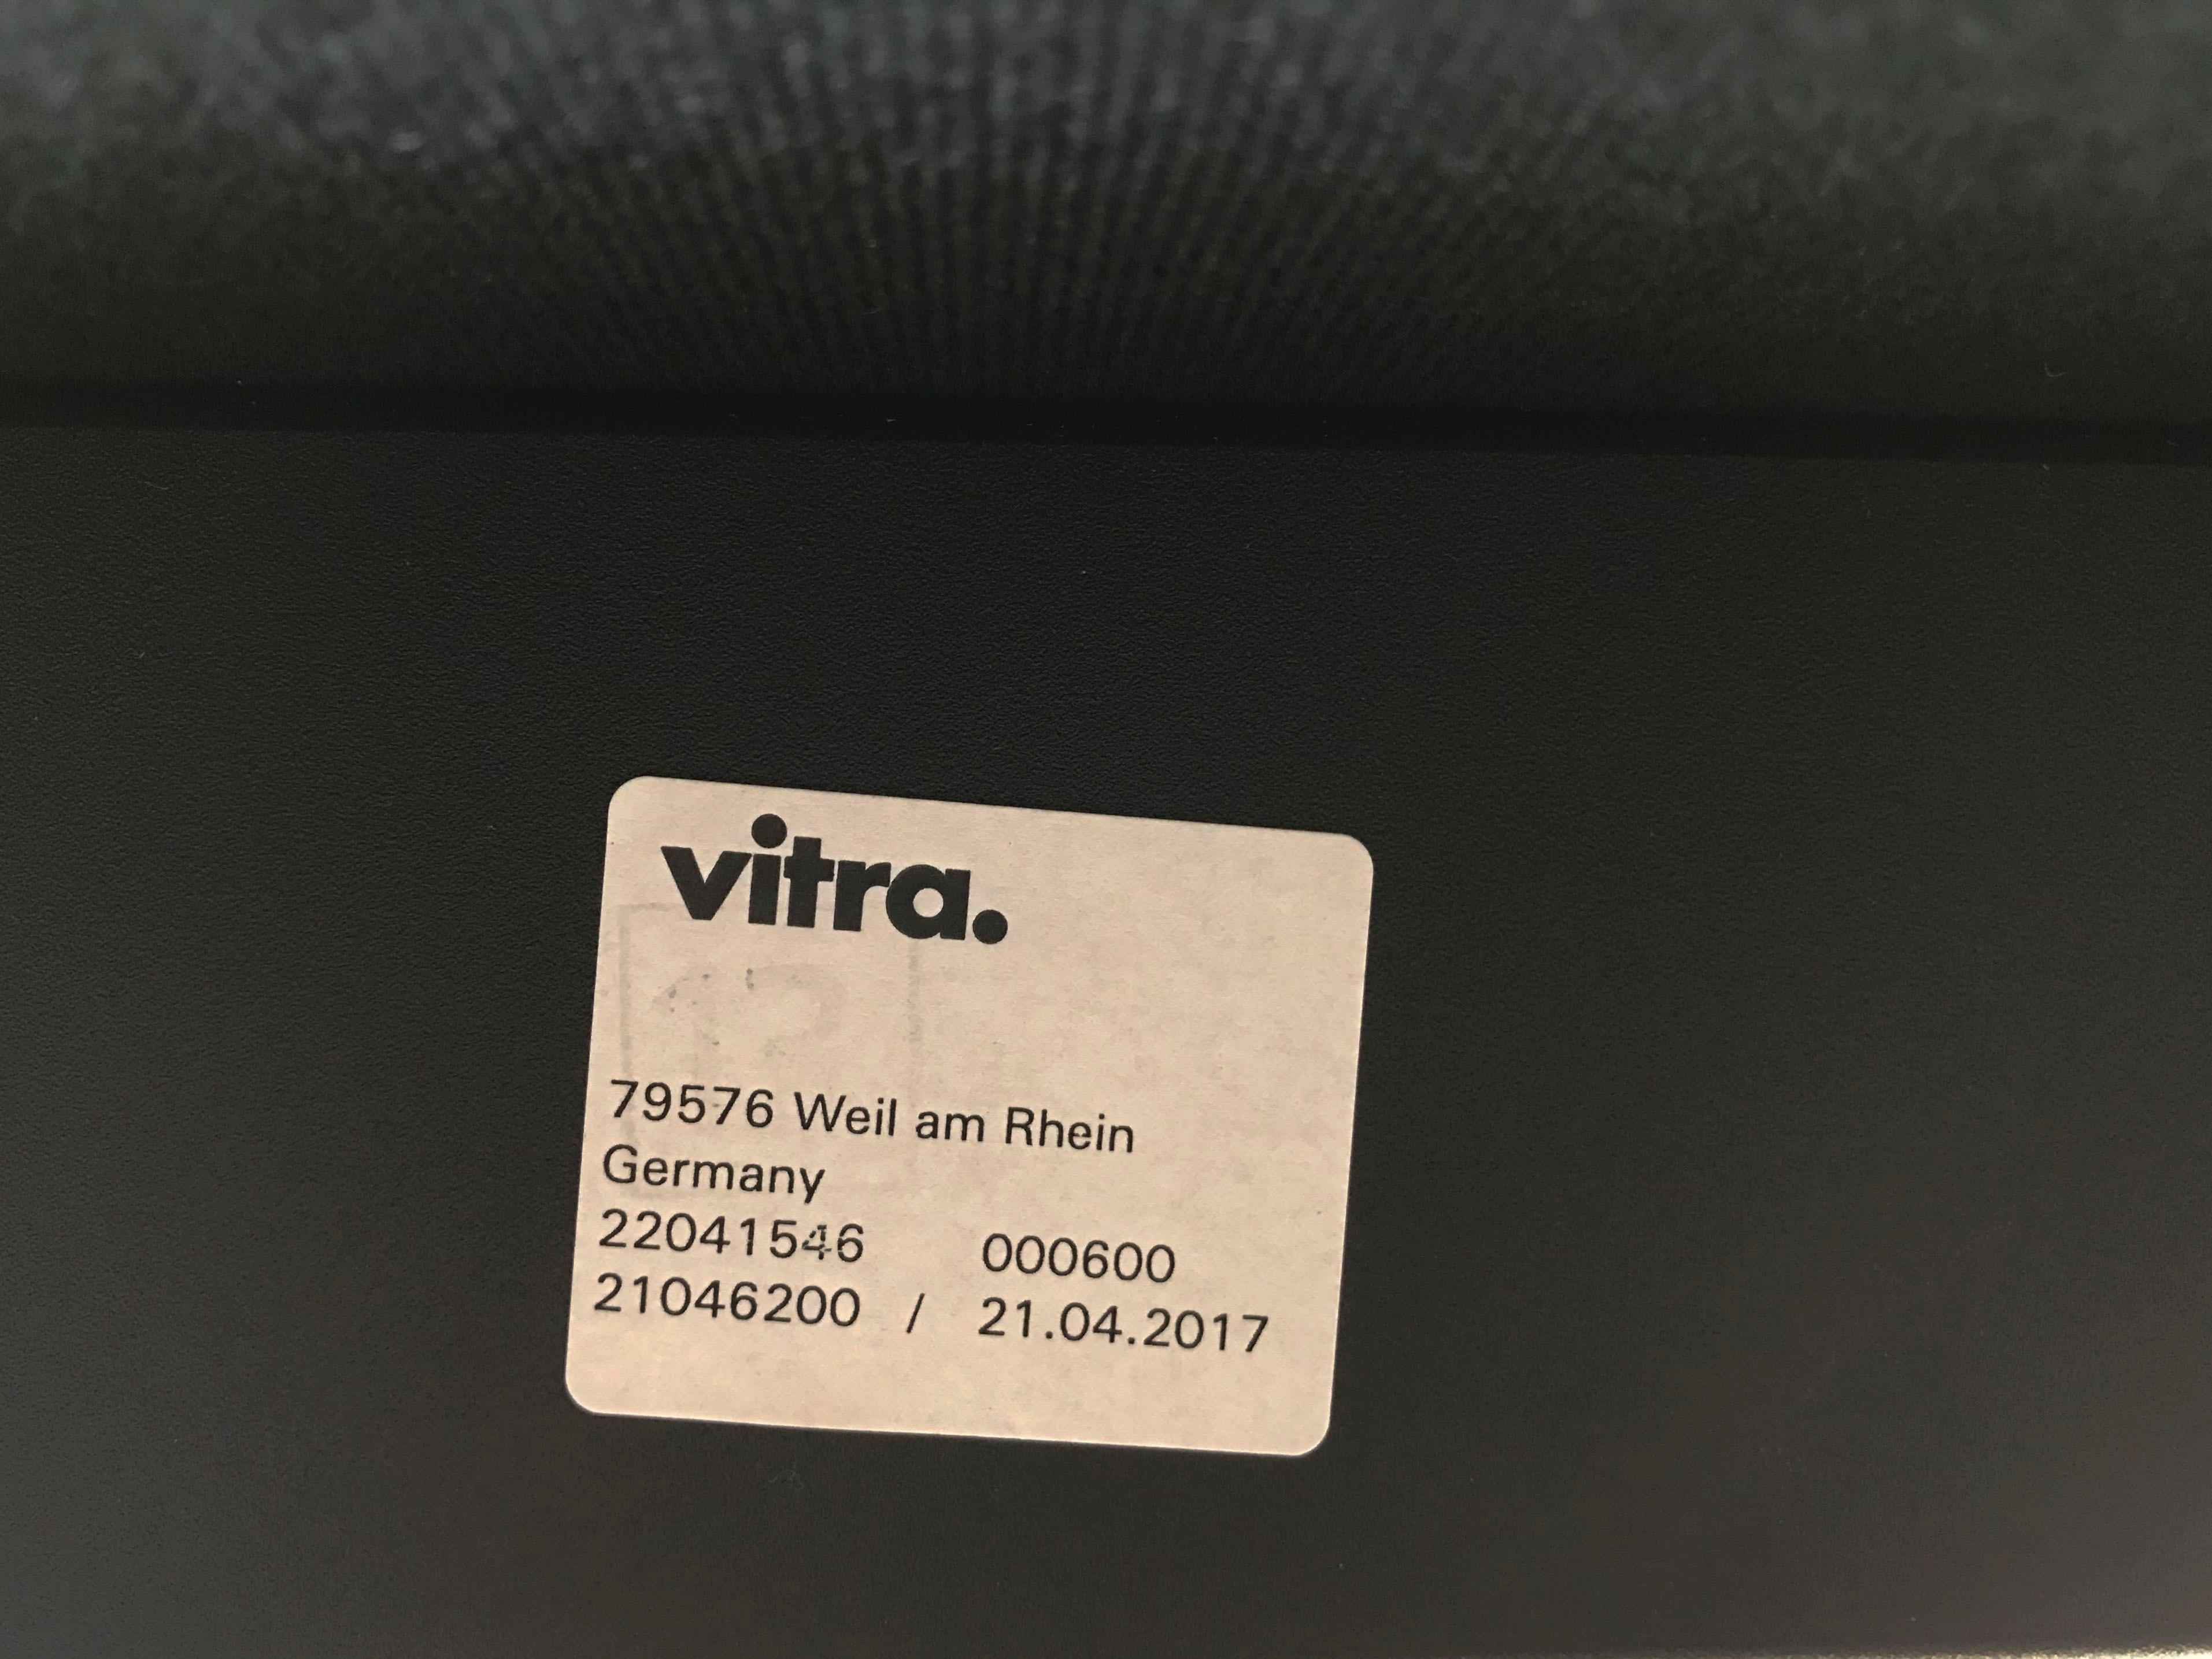 vitra.
79576 Weil am Rhein
Germany
22041546 000600
21046200 / 21.04.2017